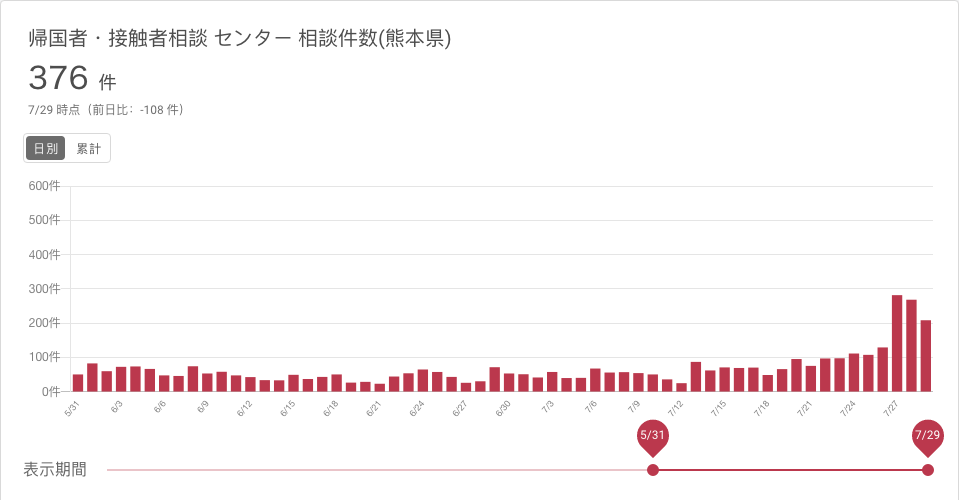 帰国者・接触者相談 センター 相談件数(熊本県)
376 件
7/29 時点（前日比：-108 件）
日別 累計
600件
500件
400件
300件
200件
100件
0件
5/31 6/3 6/6 6/9 6/12 6/15 6/18 6/21 6/24 6/27 6/30 7/3 7/6 7/9 7/12 7/15 7/18 7/21 7/24 7/27
5/31 7/29
表示期間